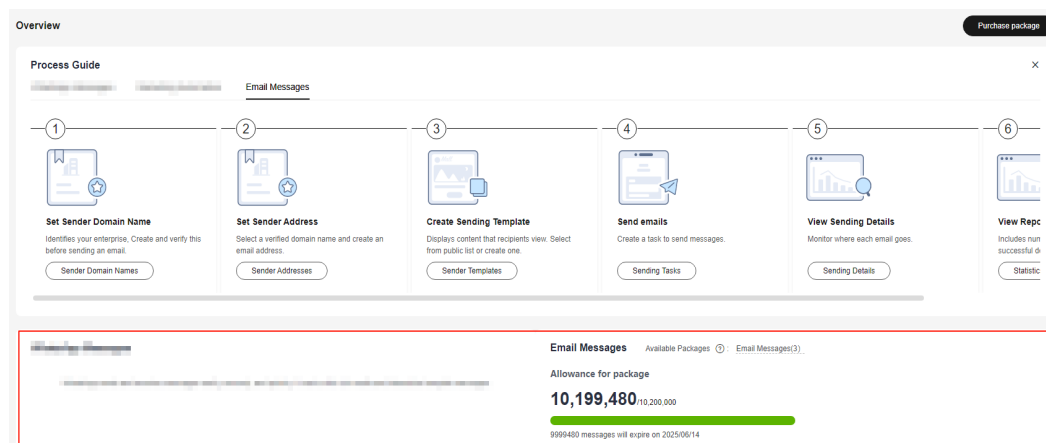 Overview
Purchase package
Process Guide
Email Messages
1
2
3
4
5
6
Set Sender Domain Name
Identifies your enterprise, Create and verify this
before sending an email.
Sender Domain Names
Set Sender Address
Select a verified domain name and create an
email address.
Sender Addresses
Create Sending Template
Displays content that recipients view. Select
from public list or create one.
Sender Templates
Send emails
Create a task to send messages.
Sending Tasks
View Sending Details
Monitor where each email goes.
Sending Details
View Repo
Includes num
successful de
Statistic
Email Messages Available Packages ? : Email Messages(3)
Allowance for package
10,199,480/10,200,000
9999480 messages will expire on 2025/06/14